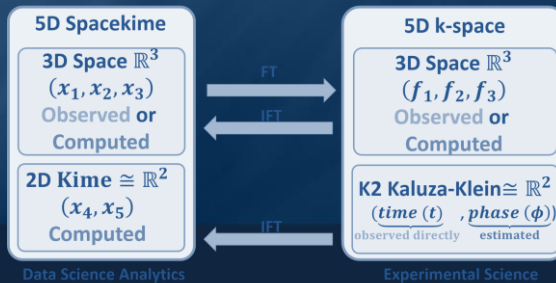 5D Spacekime
3D Space ℝ³
(x₁, x₂, x₃)
Observed or
Computed
2D Kime ≅ ℝ²
(x₄, x₅)
Computed
Data Science Analytics
FT
IFT
IFT
5D k-space
3D Space ℝ³
(f₁, f₂, f₃)
Observed or
Computed
K2 Kaluza-Klein≅ ℝ²
(time (t) , phase (ϕ))
observed directly estimated
Experimental Science